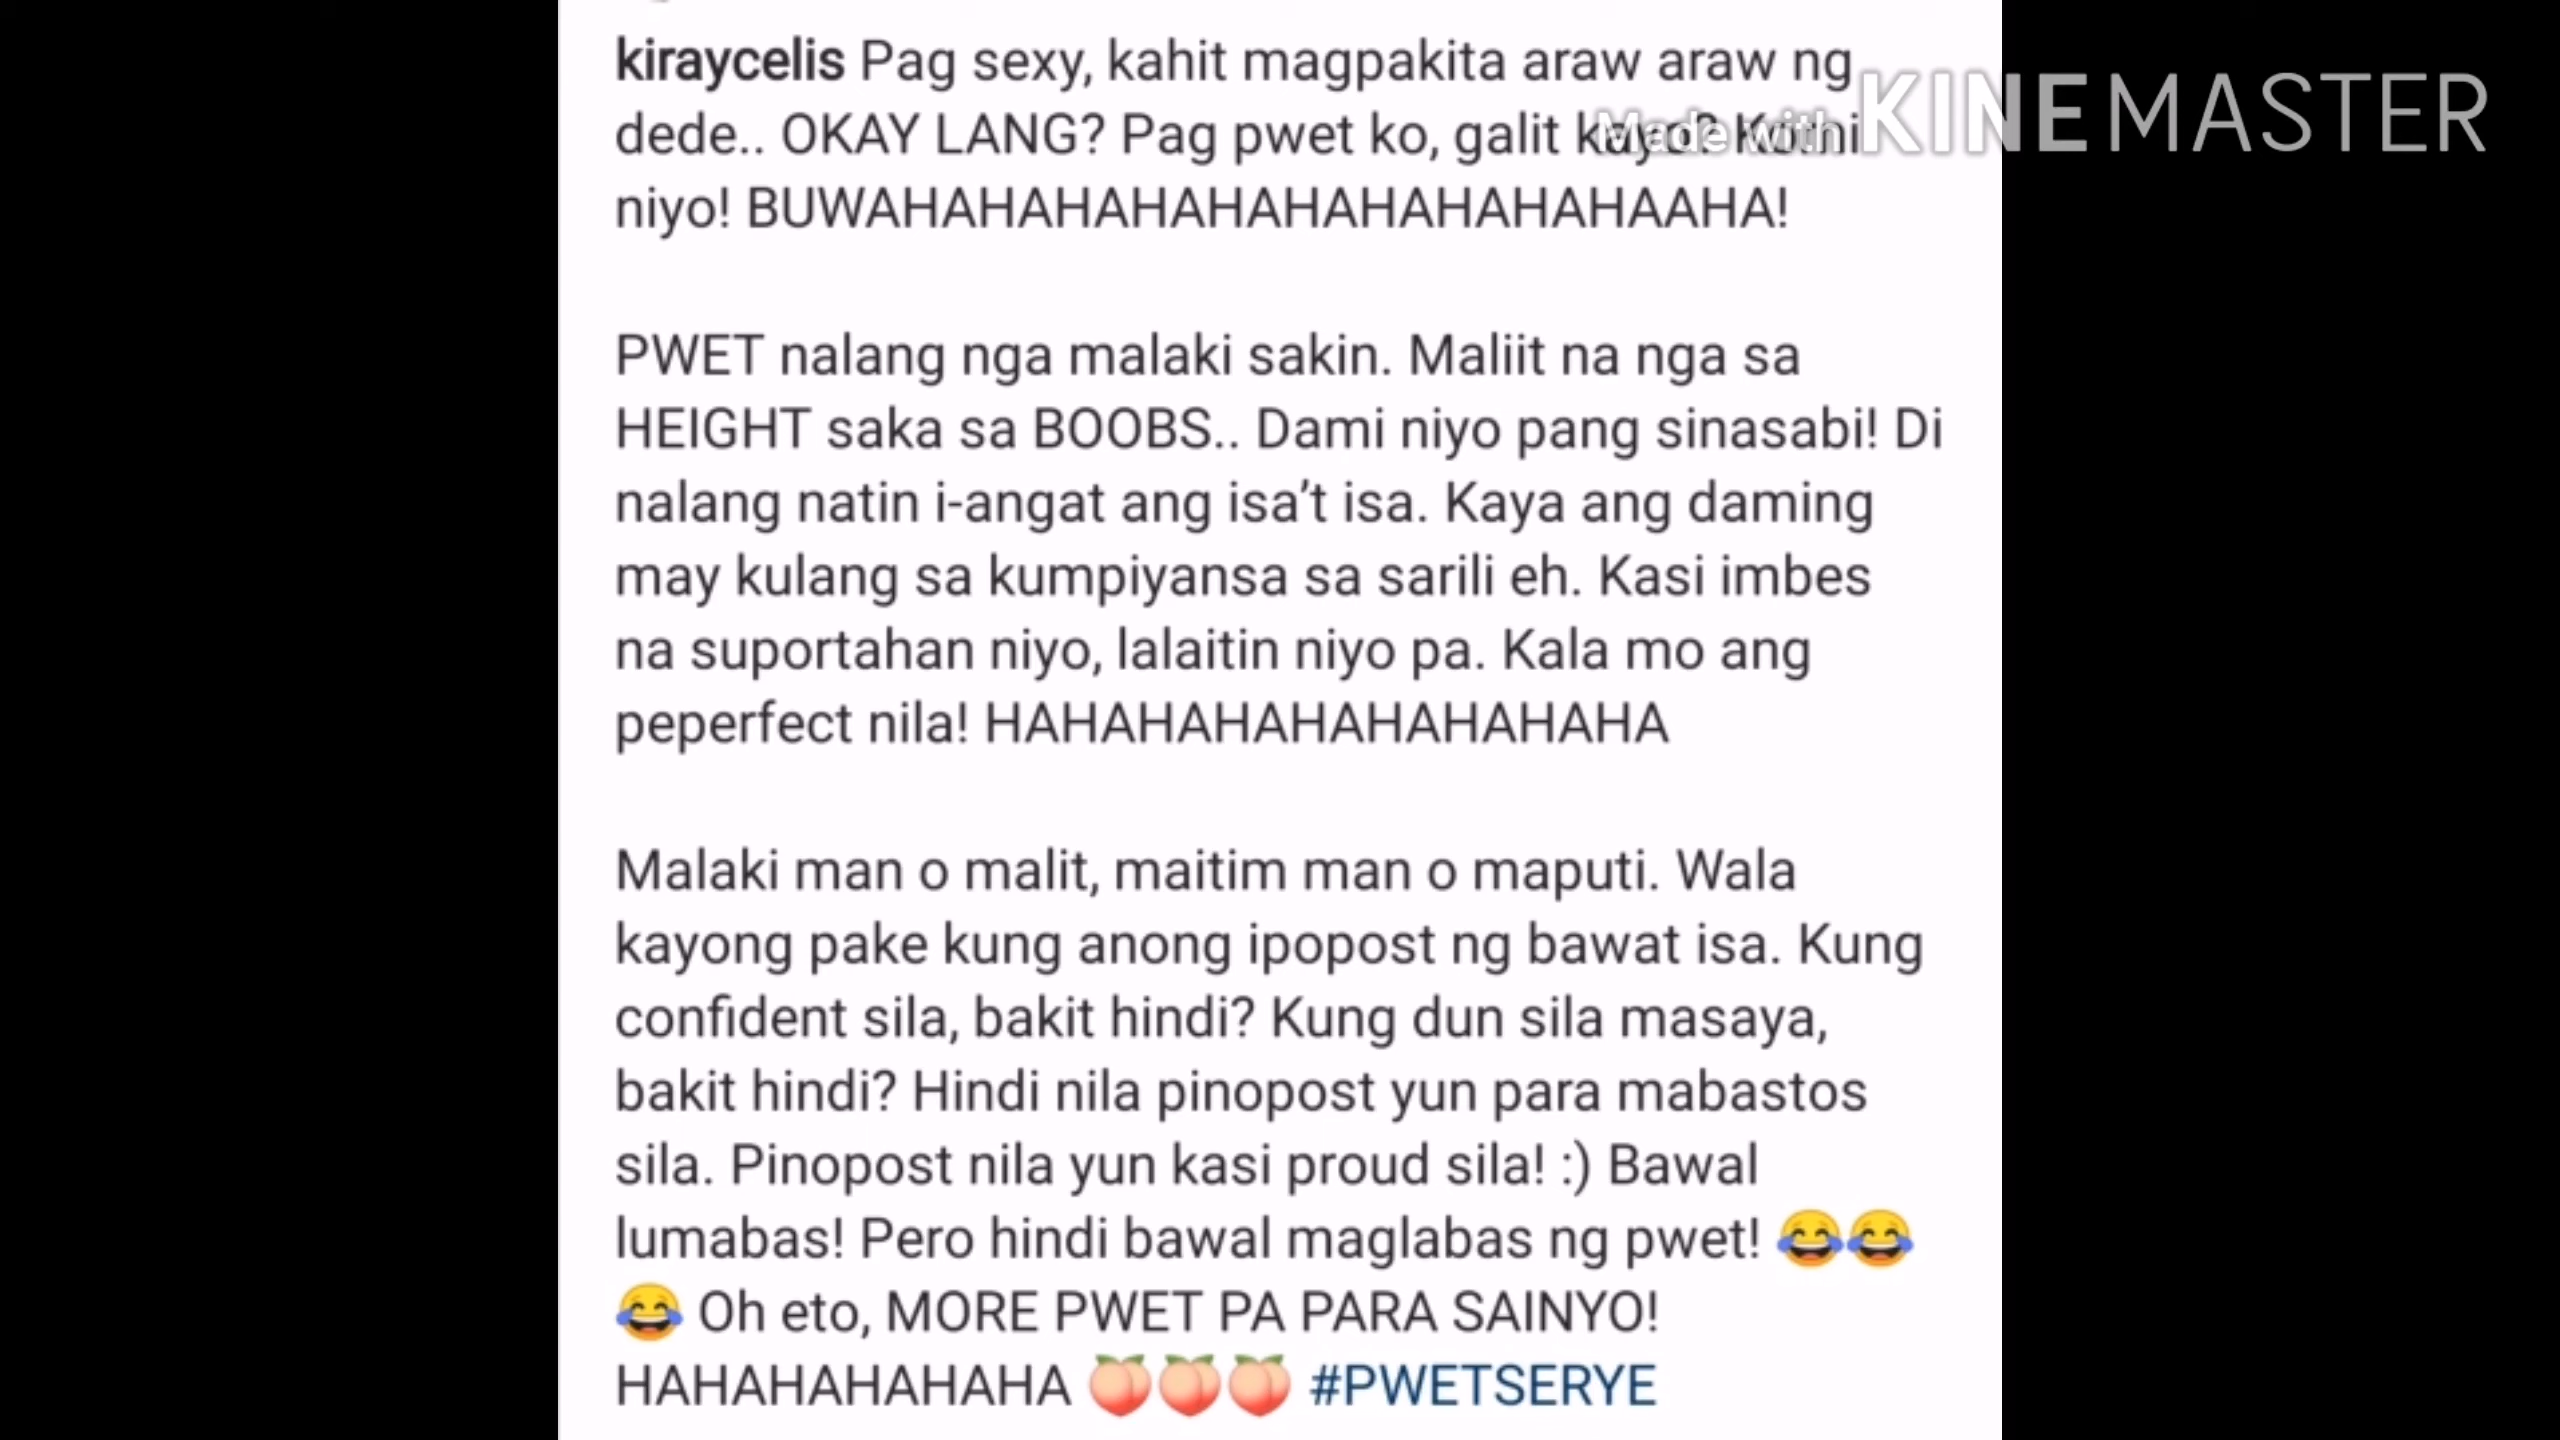 kiraycelis Pag sexy, kahit magpakita araw araw ng
dede.. OKAY LANG? Pag pwet ko, galit kayo? Komi
niyo! BUWAHAHAHAHAHAHAHAHAHAHAAHA!
PWET nalang nga malaki sakin. Maliit na nga sa
HEIGHT saka sa BOOBS.. Dami niyo pang sinasabi! Di
nalang natin i-angat ang isa’t isa. Kaya ang daming
may kulang sa kumpiyansa sa sarili eh. Kasi imbes
na suportahan niyo, lalaitin niyo pa. Kala mo ang
peperfect nila! HAHAHAHAHAHAHAHAHA
Malaki man o malit, maitim man o maputi. Wala
kayong pake kung anong ipopost ng bawat isa. Kung
confident sila, bakit hindi? Kung dun sila masaya,
bakit hindi? Hindi nila pinopost yun para mabastos
sila. Pinopost nila yun kasi proud sila! :) Bawal
lumabas! Pero hindi bawal maglabas ng pwet! 😂😂
😂 Oh eto, MORE PWET PA PARA SAINYO!
HAHAHAHAHAHA 🍑🍑🍑 #PWETSERYE
Made with KINEMASTER